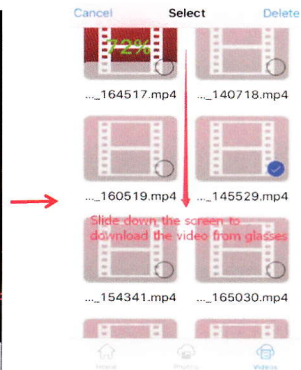 Cancel Select Delete
72%
..._164517.mp4 ..._140718.mp4
..._160519.mp4 ..._145529.mp4
Slide down the screen to
download the video from glasses
..._154341.mp4 ..._165030.mp4
Photos Videos